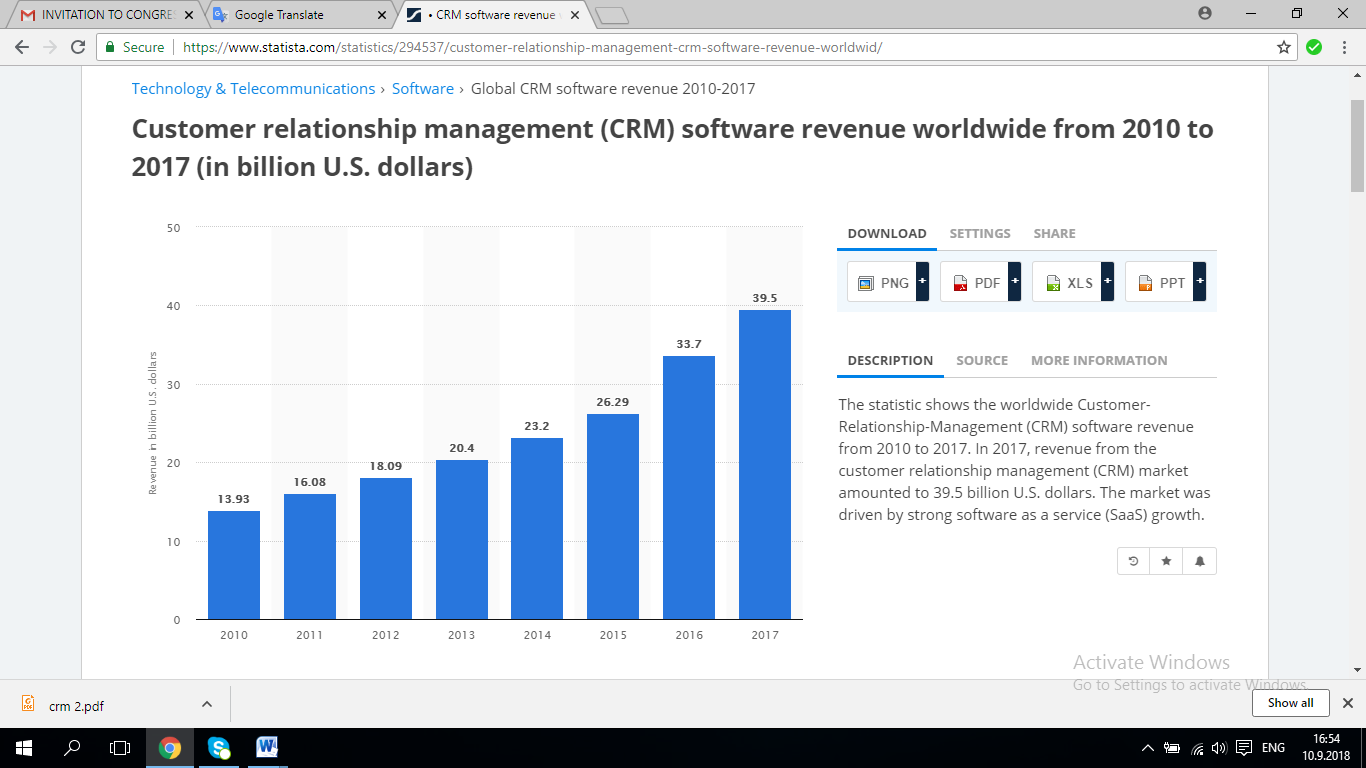 INVITATION TO CONGRE
Google Translate
• CRM software revenue
Secure
https://www.statista.com/statistics/294537/customer-relationship-management-crm-software-revenue-worldwid/
Technology & Telecommunications › Software › Global CRM software revenue 2010-2017
Customer relationship management (CRM) software revenue worldwide from 2010 to
2017 (in billion U.S. dollars)
Revenue in billion U.S. dollars
50
40
30
20
10
0
13.93
16.08
18.09
20.4
23.2
26.29
33.7
39.5
2010
2011
2012
2013
2014
2015
2016
2017
DOWNLOAD SETTINGS SHARE
PNG + PDF + XLS + PPT +
DESCRIPTION SOURCE MORE INFORMATION
The statistic shows the worldwide Customer-
Relationship-Management (CRM) software revenue
from 2010 to 2017. In 2017, revenue from the
customer relationship management (CRM) market
amounted to 39.5 billion U.S. dollars. The market was
driven by strong software as a service (SaaS) growth.
Activate Windows
Go to Settings to activate Windows.
crm 2.pdf
Show all
ENG
16:54
10.9.2018